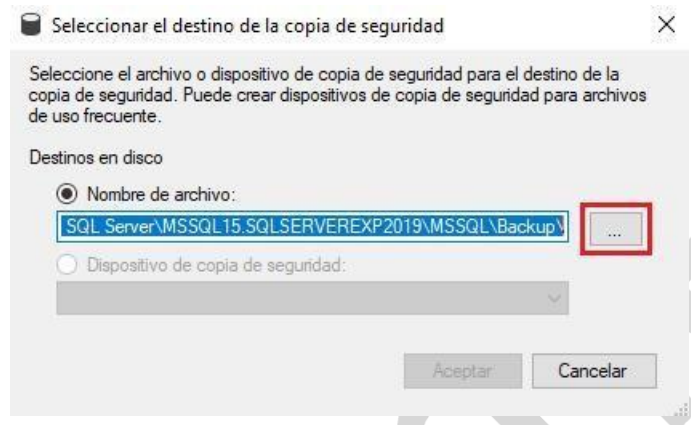 Seleccionar el destino de la copia de seguridad
Seleccione el archivo o dispositivo de copia de seguridad para el destino de la
copia de seguridad. Puede crear dispositivos de copia de seguridad para archivos
de uso frecuente.
Destinos en disco
Nombre de archivo:
SQL Server\MSSQL15.SQLSERVEREXP2019\MSSQL\Backup\
...
Dispositivo de copia de seguridad:
Aceptar
Cancelar